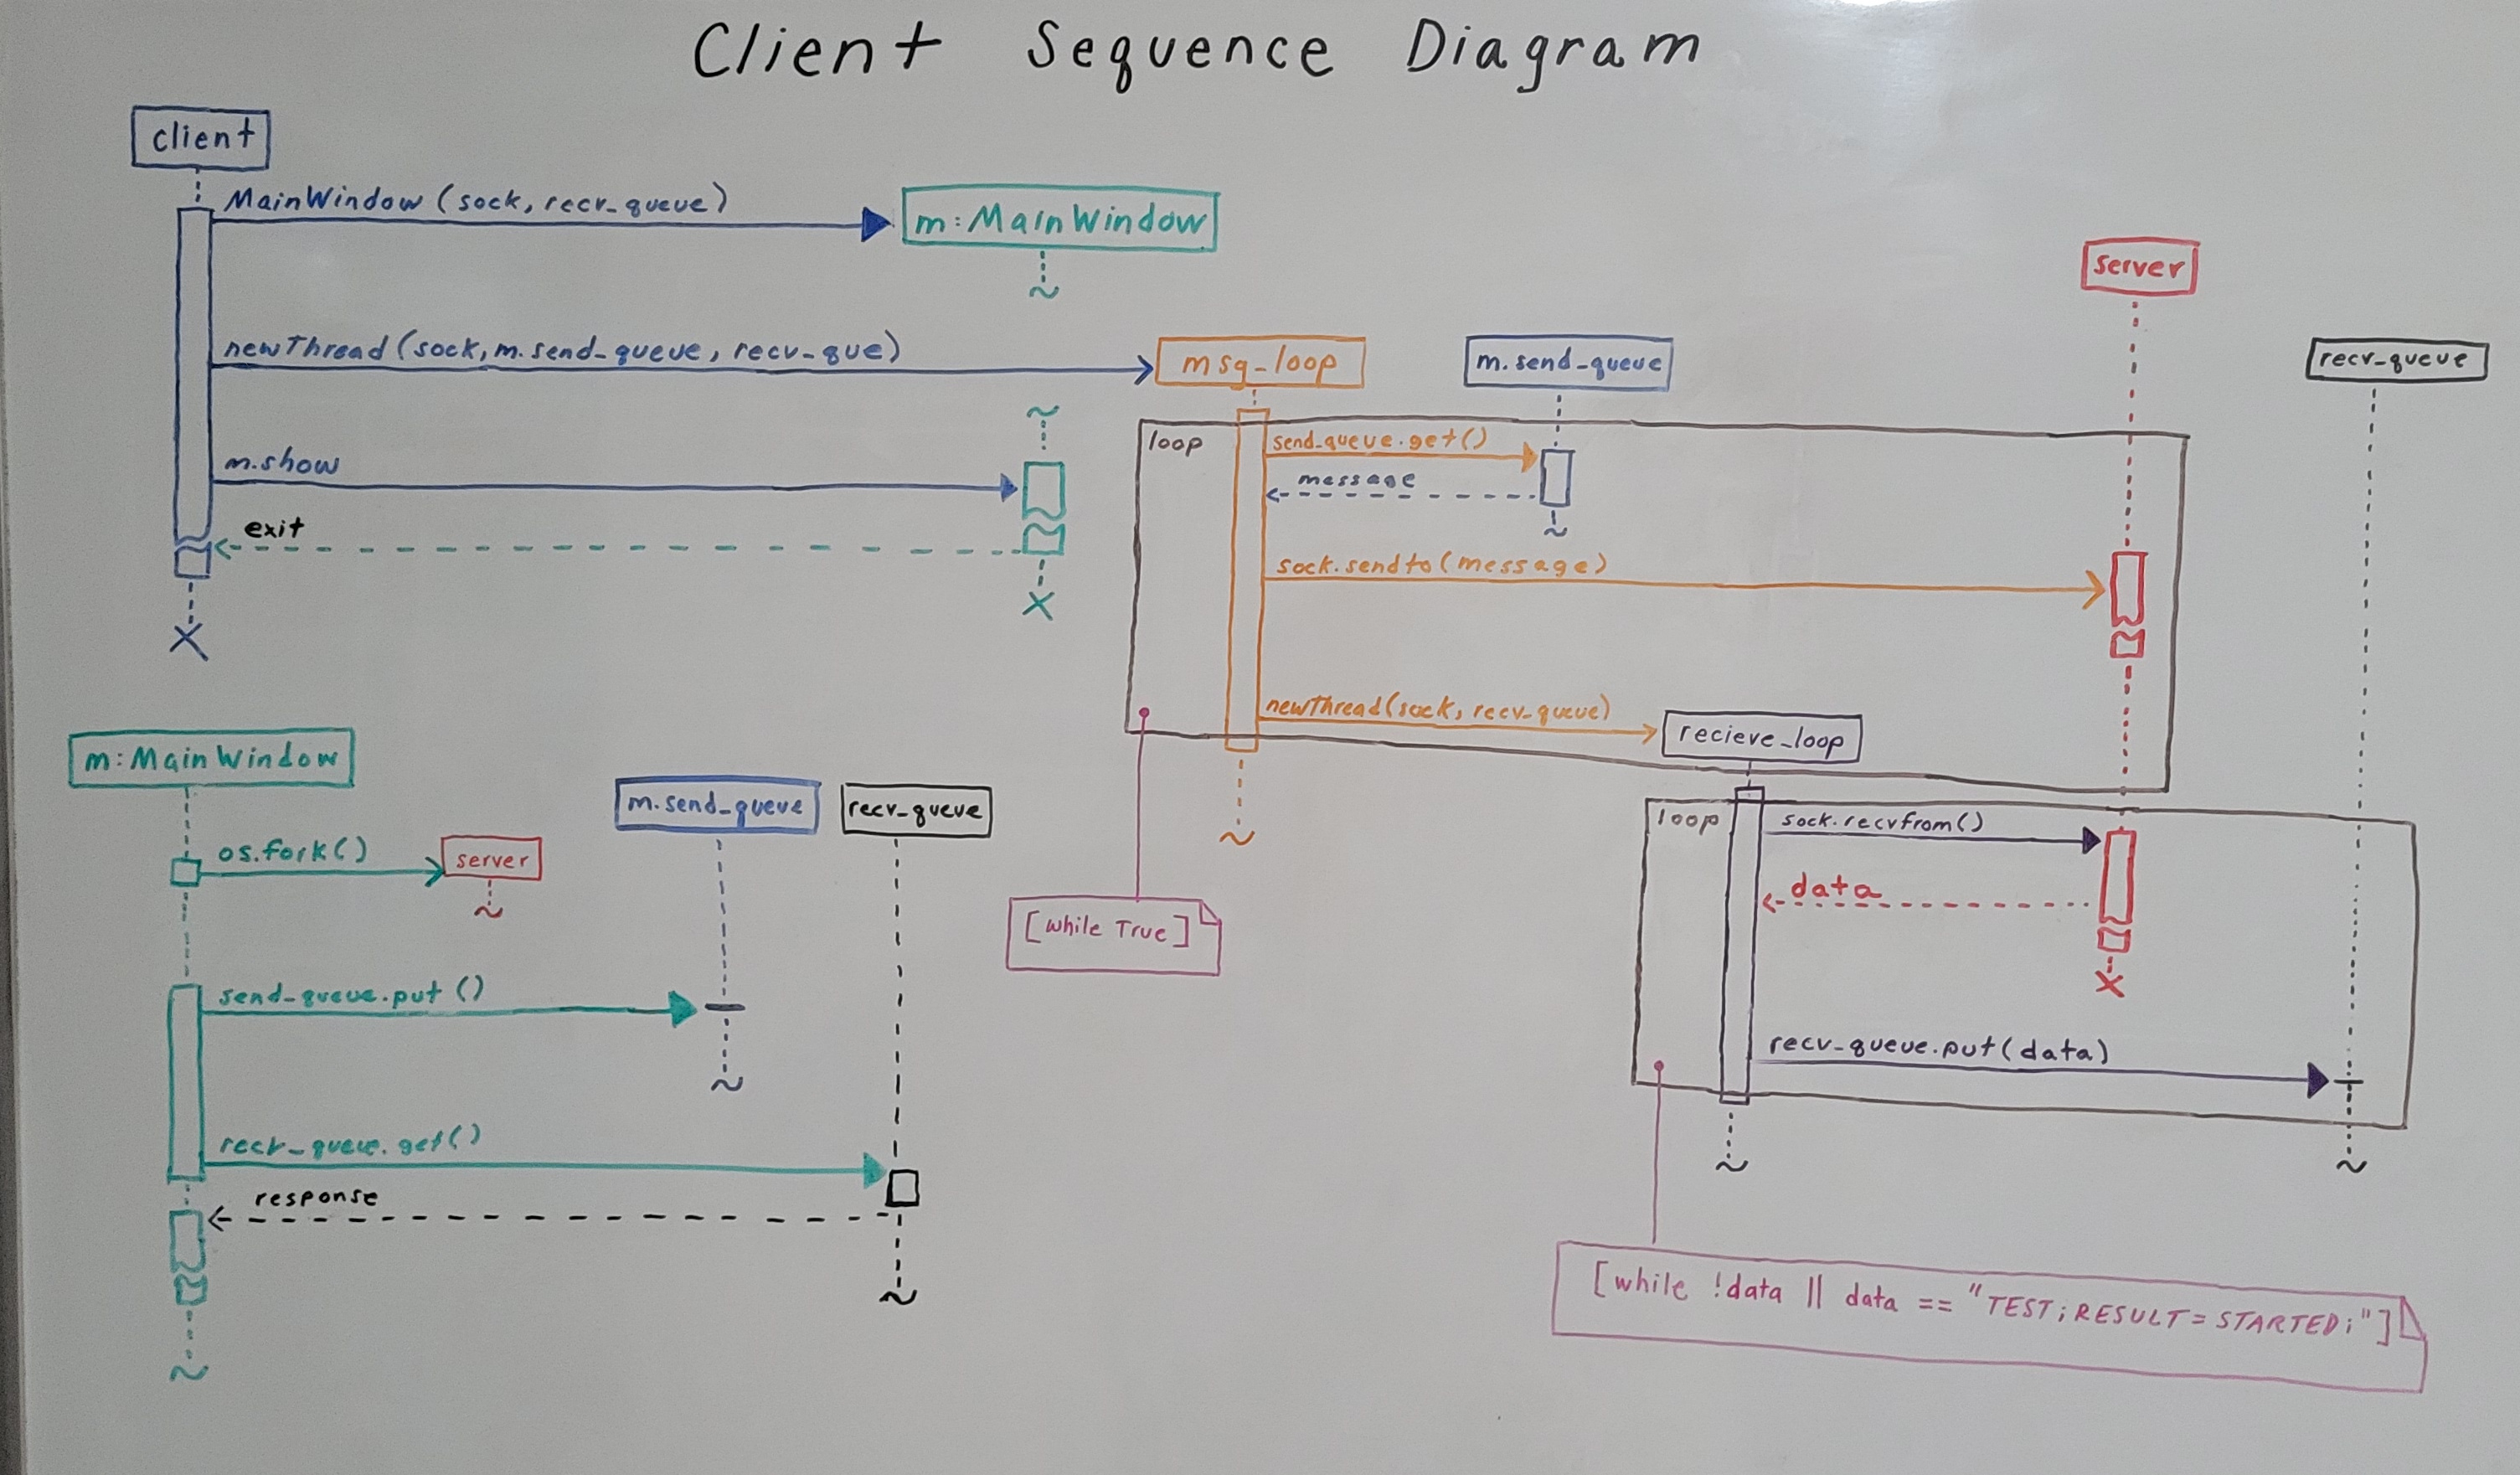 Client Sequence Diagram
client
MainWindow (sock, recv_queue)
m:MainWindow
server
newThread (sock, m.send_queue, recv_que)
msg_loop
m.send_queue
recv_queue
loop
send_queue.get()
message
m.show
exit
sock.sendto(message)
newThread(sock, recv_queue)
recieve_loop
[while True]
loop
sock.recvfrom()
data
recv_queue.put(data)
[while !data || data == "TEST;RESULT=STARTED;"]
m:MainWindow
m.send_queue
recv_queue
os.fork()
server
send_queue.put ()
recv_queue.get()
response